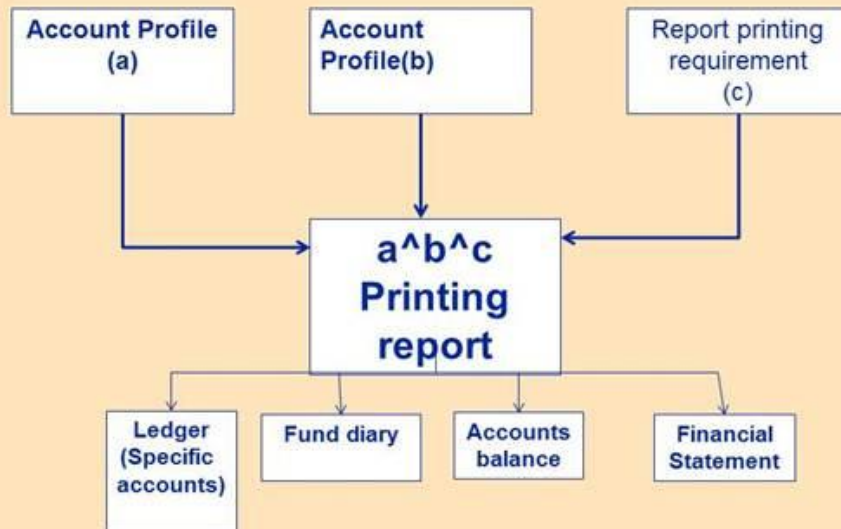 Account Profile
(a)
Account
Profile(b)
Report printing
requirement
(c)
a^b^c
Printing
report
Ledger
(Specific
accounts)
Fund diary
Accounts
balance
Financial
Statement